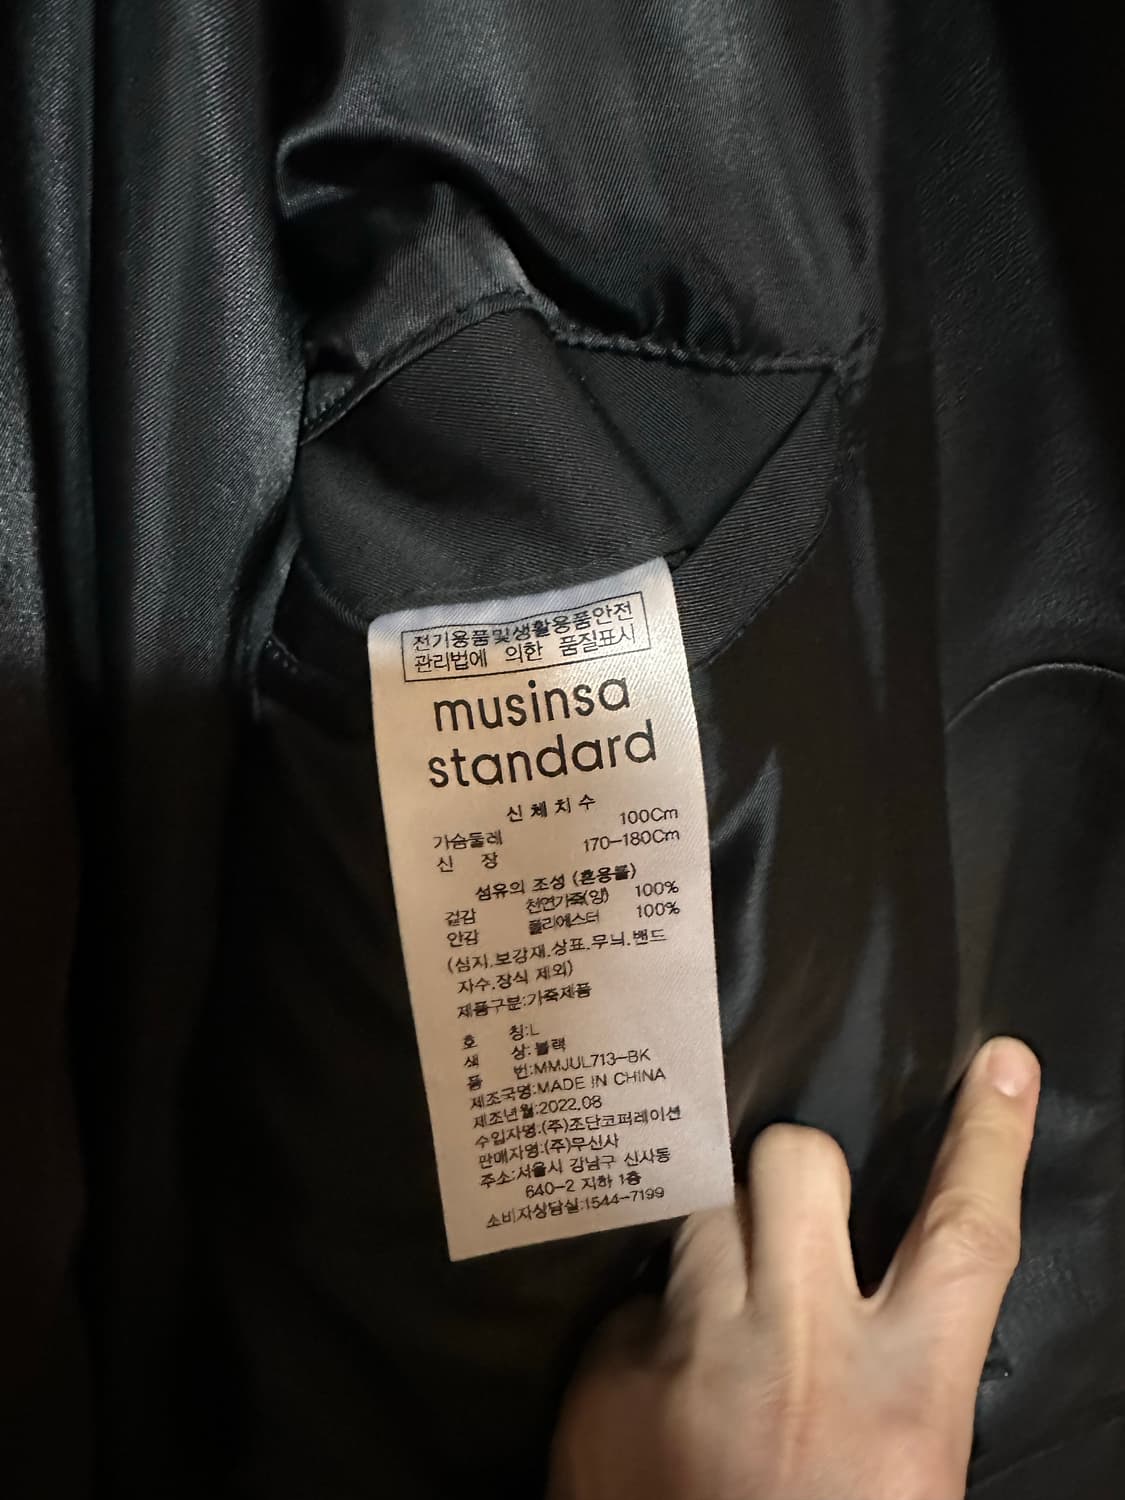 전기용품및생활용품안전
관리법에 의한 품질표시
musinsa
standard
신체치수
가슴둘레 100Cm
신 장 170-180Cm
섬유의 조성 (혼용률)
겉감 천연가죽(양) 100%
안감 폴리에스터 100%
(심지.보강재.상표.무늬.밴드
자수.장식 제외)
제품구분:가죽제품
호 칭:L
색 상:블랙
품 번:MMJUL713-BK
제조국명:MADE IN CHINA
제조년월:2022.08
수입자명:(주)조단코퍼레이션
판매자명:(주)무신사
주소:서울시 강남구 신사동
640-2 지하 1층
소비자상담실:1544-7199